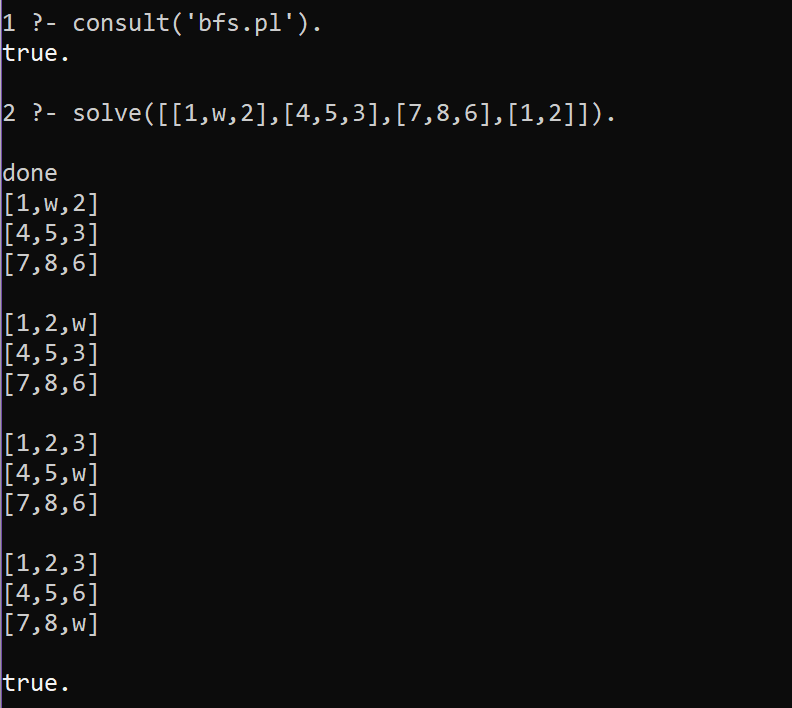 1 ?- consult('bfs.pl').
true.
2 ?- solve([[1,w,2],[4,5,3],[7,8,6],[1,2]]).
done
[1,w,2]
[4,5,3]
[7,8,6]
[1,2,w]
[4,5,3]
[7,8,6]
[1,2,3]
[4,5,w]
[7,8,6]
[1,2,3]
[4,5,6]
[7,8,w]
true.